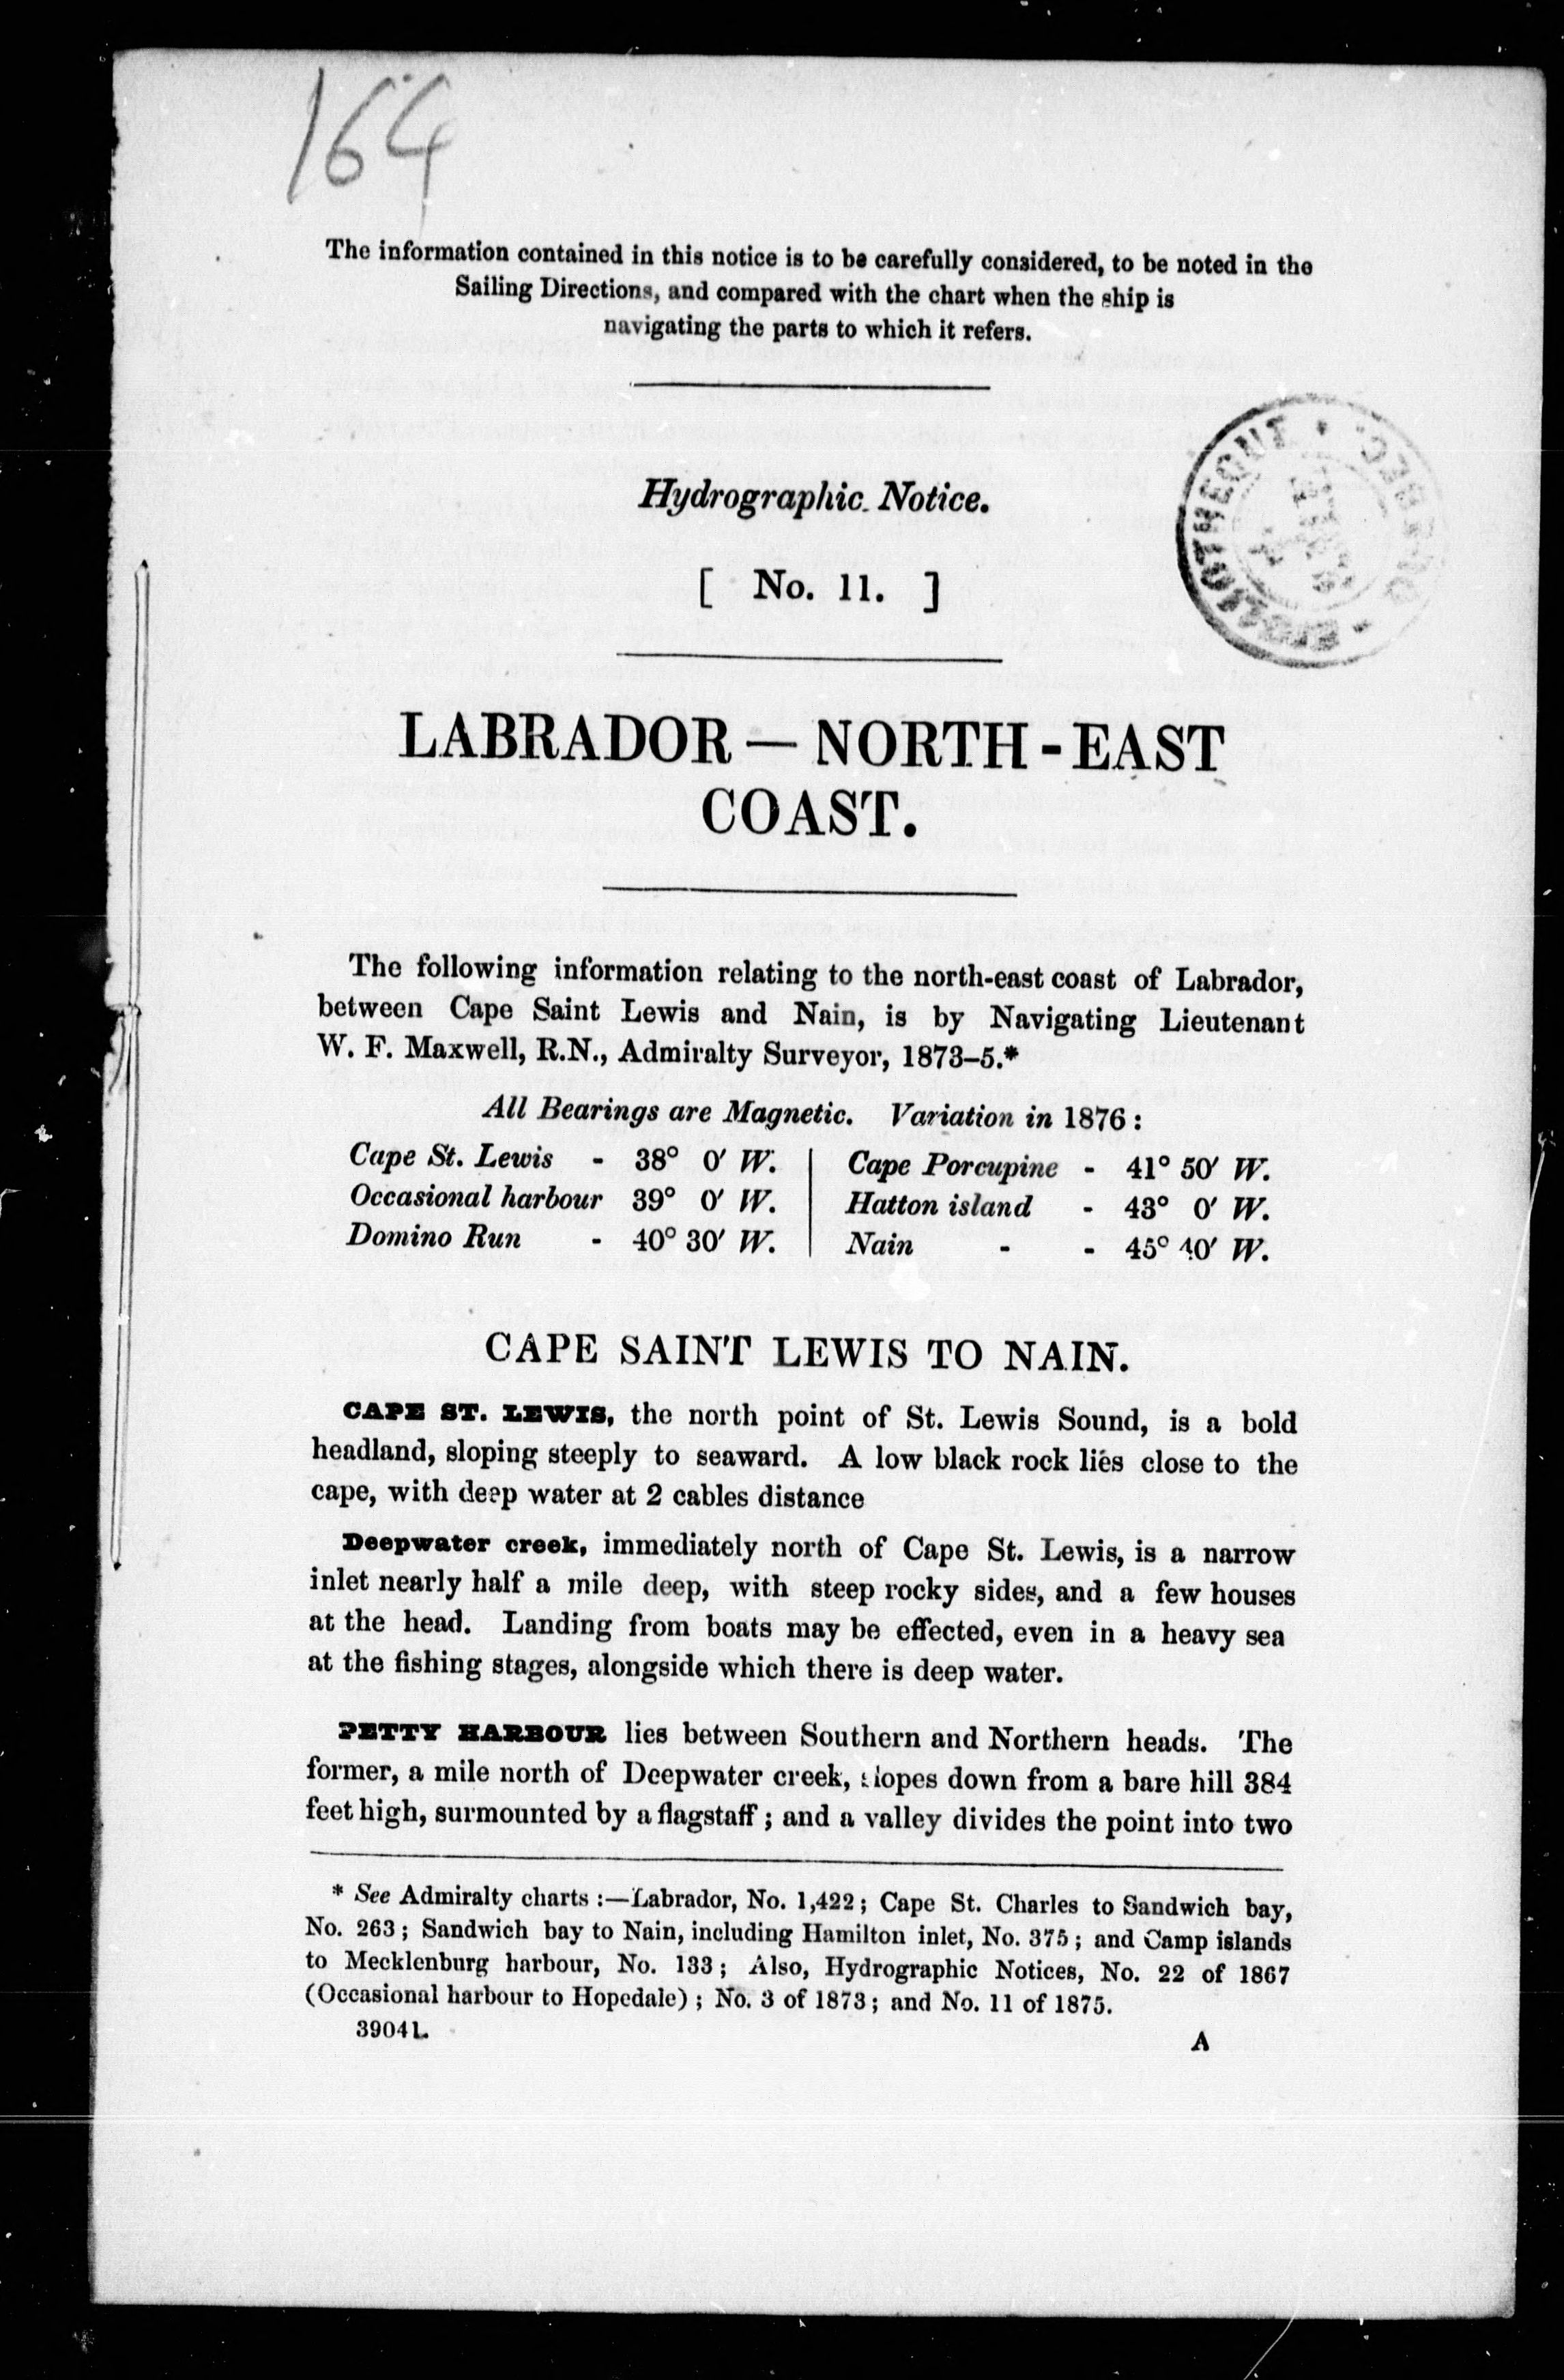 164
The information contained in this notice is to be carefully considered, to be noted in the
Sailing Directions, and compared with the chart when the ship is
navigating the parts to which it refers.
Hydrographic Notice.
[ No. 11. ]
BIBLIOTHEQUE * QUEBEC *
LABRADOR — NORTH-EAST
COAST.
The following information relating to the north-east coast of Labrador,
between Cape Saint Lewis and Nain, is by Navigating Lieutenant
W. F. Maxwell, R.N., Admiralty Surveyor, 1873–5.*
All Bearings are Magnetic. Variation in 1876:
Cape St. Lewis - 38° 0′ W. | Cape Porcupine - 41° 50′ W.
Occasional harbour 39° 0′ W. | Hatton island - 43° 0′ W.
Domino Run - 40° 30′ W. | Nain - - 45° 40′ W.
CAPE SAINT LEWIS TO NAIN.
CAPE ST. LEWIS, the north point of St. Lewis Sound, is a bold
headland, sloping steeply to seaward. A low black rock lies close to the
cape, with deep water at 2 cables distance
Deepwater creek, immediately north of Cape St. Lewis, is a narrow
inlet nearly half a mile deep, with steep rocky sides, and a few houses
at the head. Landing from boats may be effected, even in a heavy sea
at the fishing stages, alongside which there is deep water.
PETTY HARBOUR lies between Southern and Northern heads. The
former, a mile north of Deepwater creek, slopes down from a bare hill 384
feet high, surmounted by a flagstaff; and a valley divides the point into two
* See Admiralty charts:—Labrador, No. 1,422; Cape St. Charles to Sandwich bay,
No. 263; Sandwich bay to Nain, including Hamilton inlet, No. 375; and Camp islands
to Mecklenburg harbour, No. 133; Also, Hydrographic Notices, No. 22 of 1867
(Occasional harbour to Hopedale); No. 3 of 1873; and No. 11 of 1875.
39041.
A